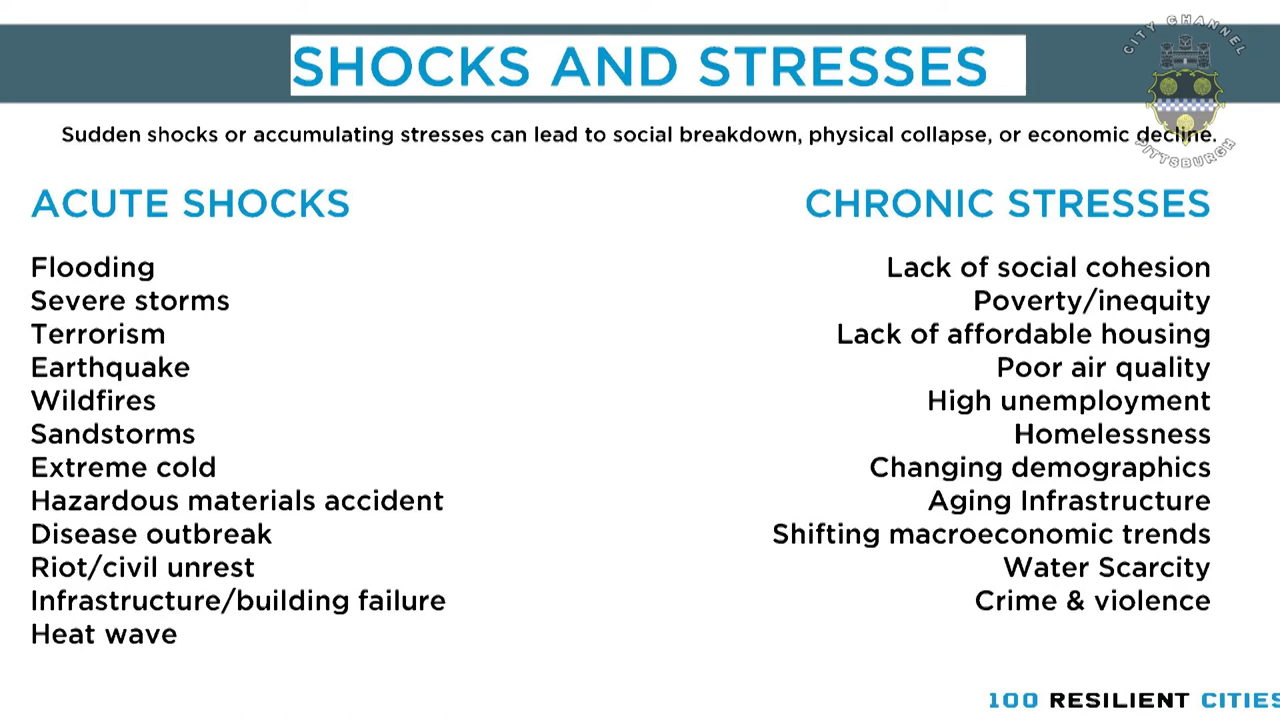 SHOCKS AND STRESSES
CITY CHANNEL
PITTSBURGH
Sudden shocks or accumulating stresses can lead to social breakdown, physical collapse, or economic decline.
ACUTE SHOCKS
Flooding
Severe storms
Terrorism
Earthquake
Wildfires
Sandstorms
Extreme cold
Hazardous materials accident
Disease outbreak
Riot/civil unrest
Infrastructure/building failure
Heat wave
CHRONIC STRESSES
Lack of social cohesion
Poverty/inequity
Lack of affordable housing
Poor air quality
High unemployment
Homelessness
Changing demographics
Aging Infrastructure
Shifting macroeconomic trends
Water Scarcity
Crime & violence
100 RESILIENT CITIES